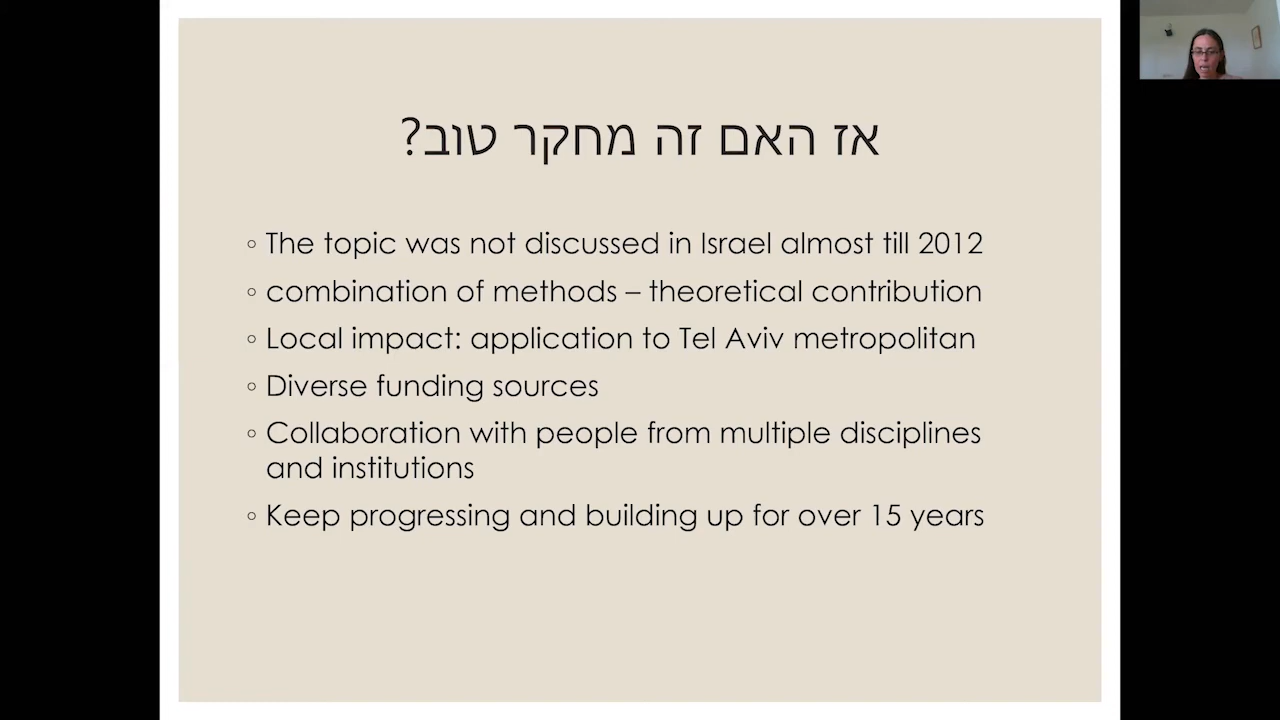 אז האם זה מחקר טוב?
◦ The topic was not discussed in Israel almost till 2012
◦ combination of methods – theoretical contribution
◦ Local impact: application to Tel Aviv metropolitan
◦ Diverse funding sources
◦ Collaboration with people from multiple disciplines
and institutions
◦ Keep progressing and building up for over 15 years